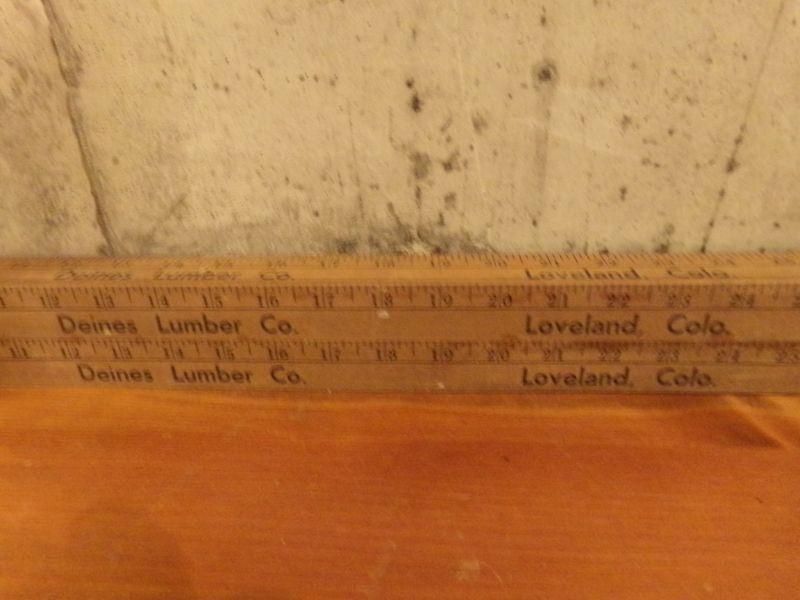 Deines Lumber Co. Loveland, Colo.
12 13 14 15 16 17 18 19 20 21 22 23 24
Deines Lumber Co. Loveland, Colo.
11 12 13 14 15 16 17 18 19 20 21 22 23 24 25
Deines Lumber Co. Loveland, Colo.